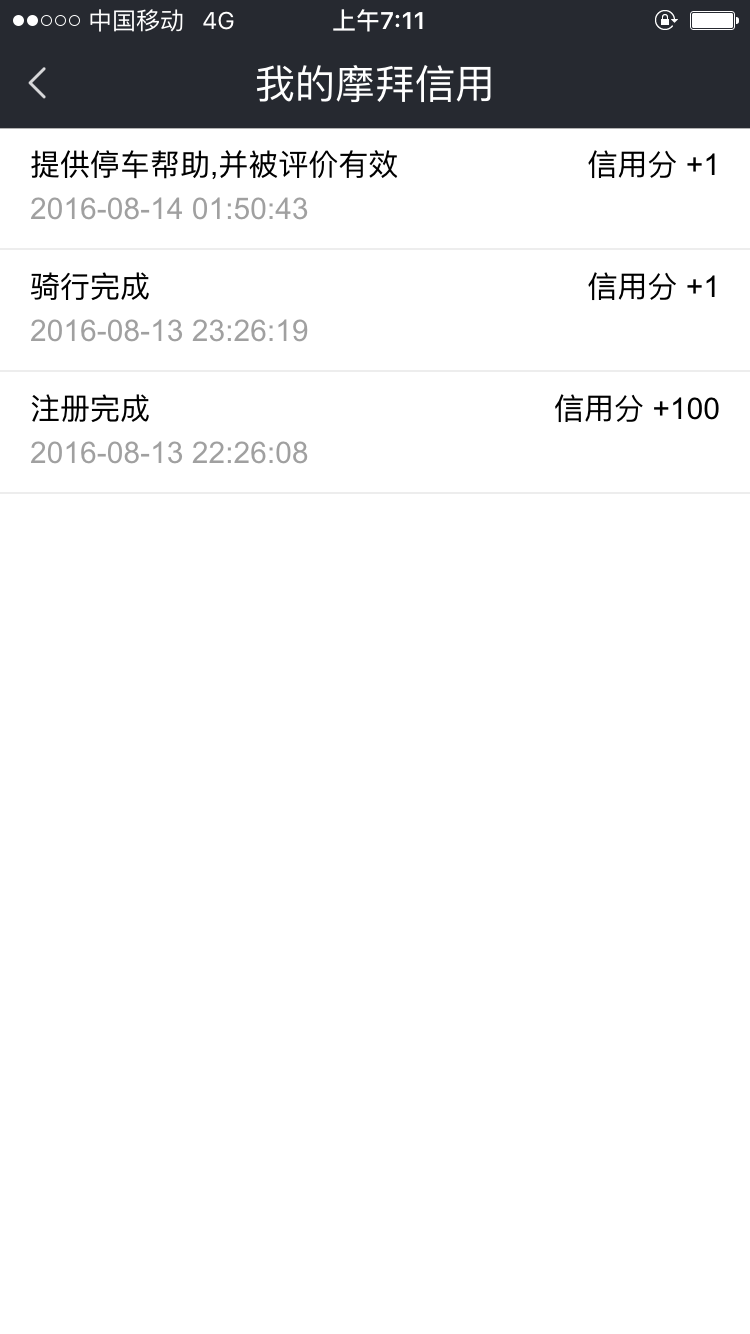 中国移动 4G 上午7:11
我的摩拜信用
提供停车帮助,并被评价有效 信用分 +1
2016-08-14 01:50:43
骑行完成 信用分 +1
2016-08-13 23:26:19
注册完成 信用分 +100
2016-08-13 22:26:08